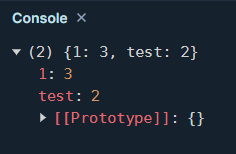 Console ×
▼ (2) {1: 3, test: 2}
1: 3
test: 2
▶ [[Prototype]]: {}